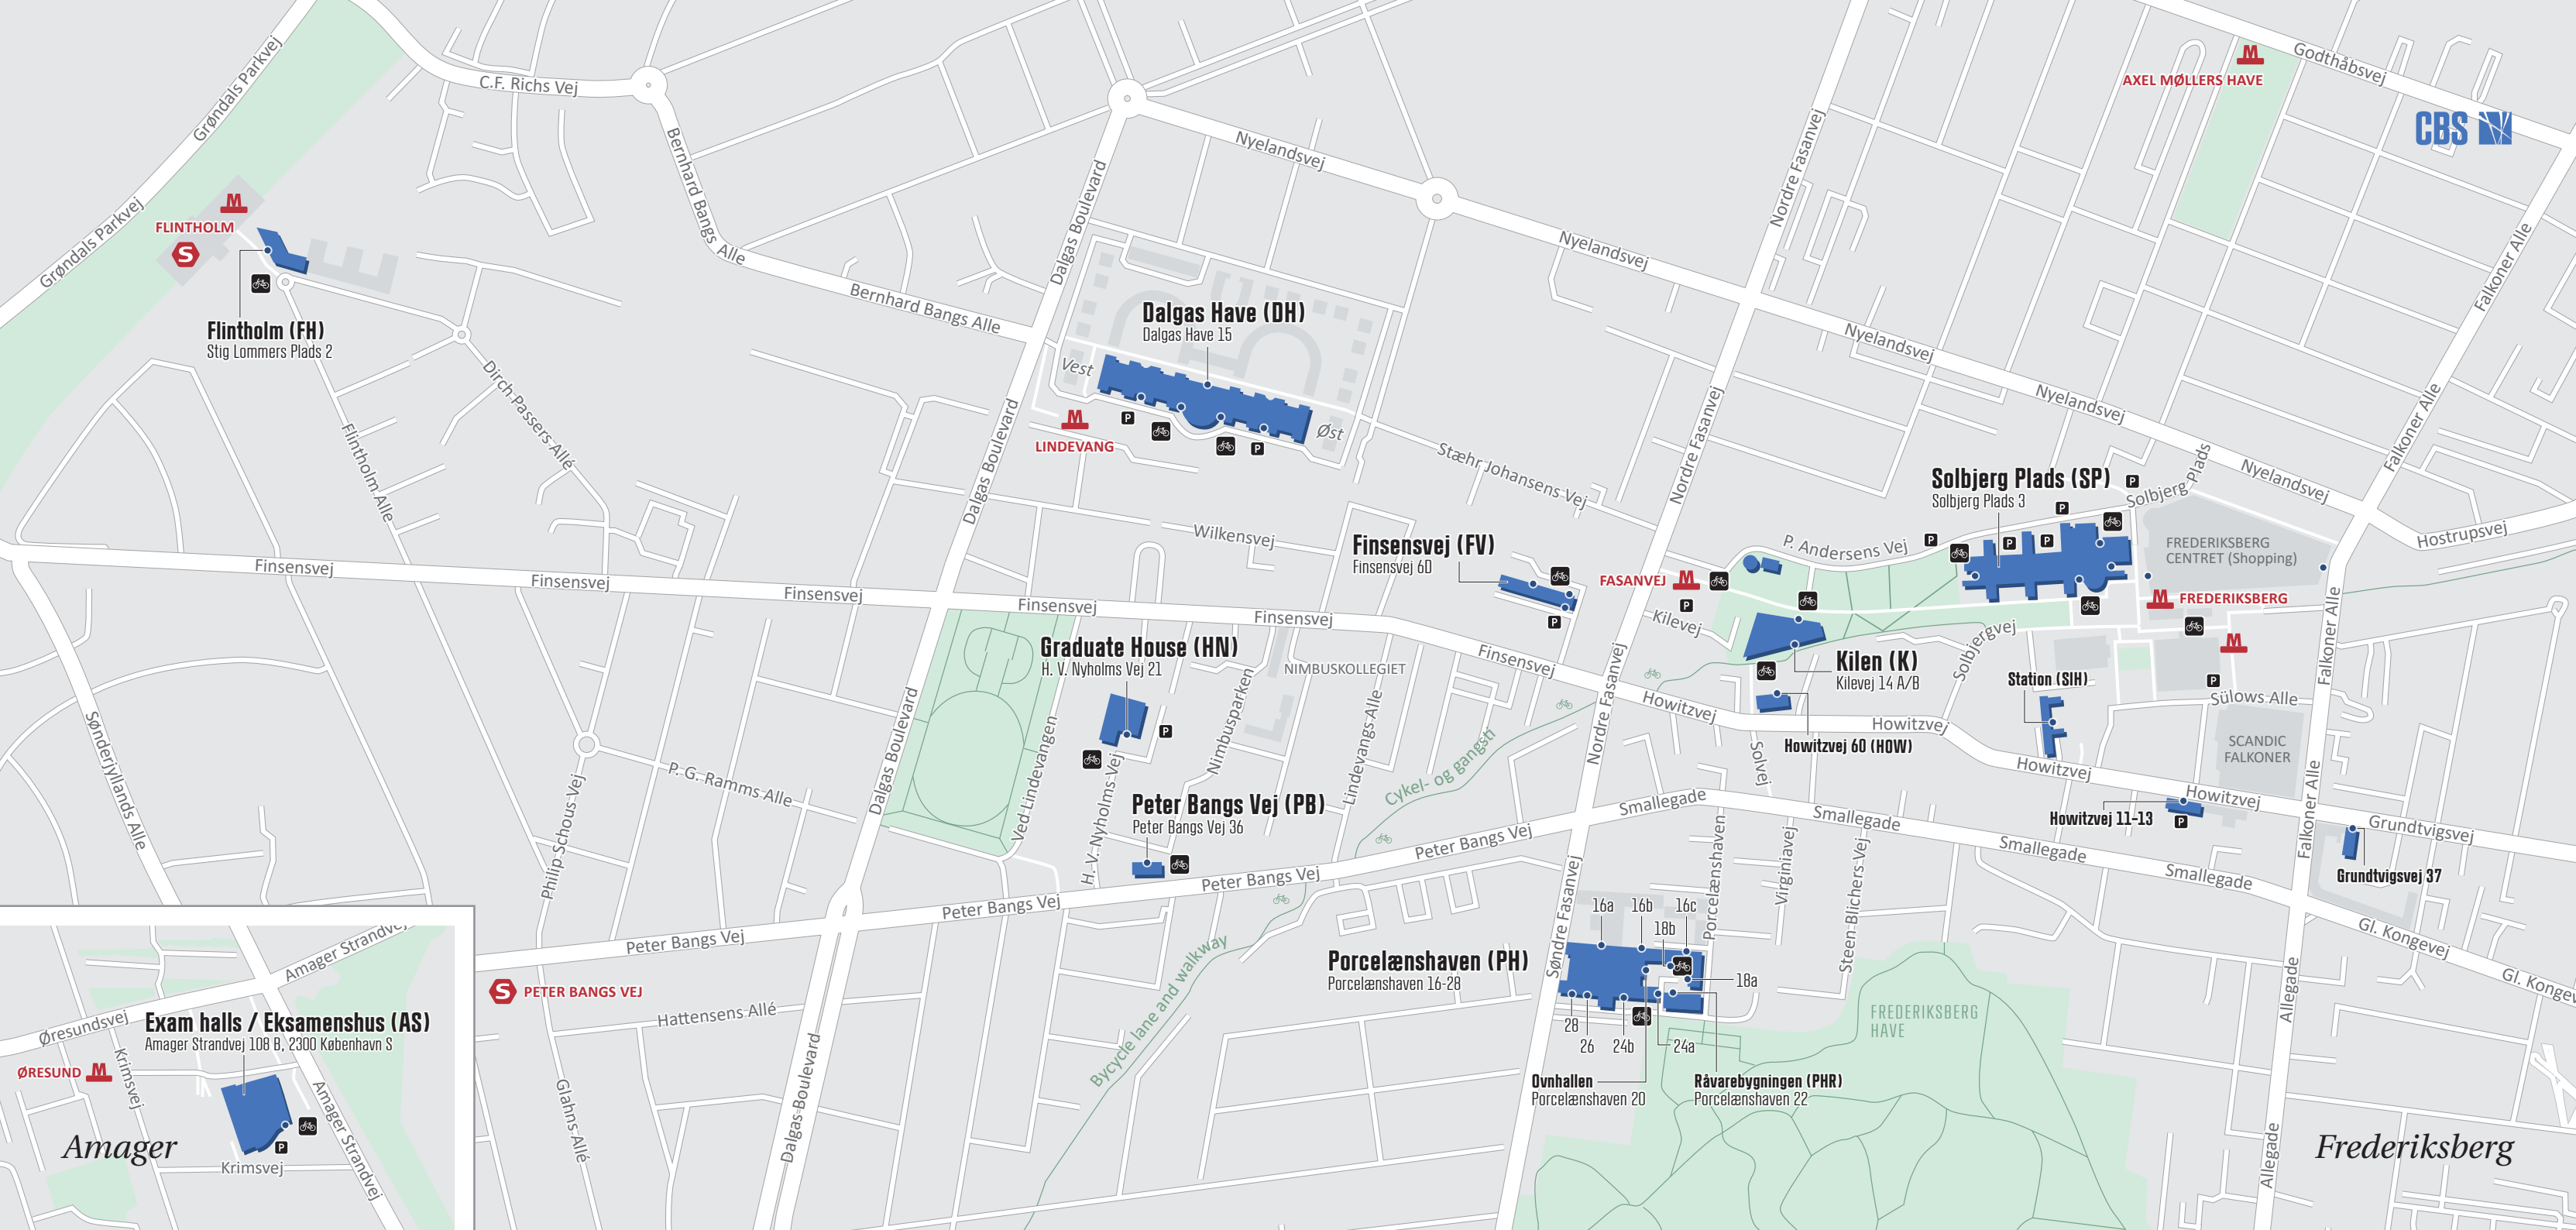 Grøndals Parkvej
C.F. Richs Vej
Godthåbsvej
M
AXEL MØLLERS HAVE
CBS
Bernhard Bangs Alle
Nyelandsvej
Nordre Fasanvej
Dalgas Boulevard
Grøndals Parkvej
M
FLINTHOLM
S
Nyelandsvej
Falkoner Alle
Flintholm (FH)
Stig Lommers Plads 2
Bernhard Bangs Alle
Dalgas Have (DH)
Dalgas Have 15
Vest
Øst
M
LINDEVANG
P
P
Nyelandsvej
Nyelandsvej
Nyelandsvej
Falkoner Alle
Dirch Passers Allé
Flintholm Alle
Dalgas Boulevard
Nordre Fasanvej
Stæhr Johansens Vej
Wilkensvej
Solbjerg Plads (SP)
Solbjerg Plads 3
P
P
P
P
P
Solbjerg Plads
Hostrupsvej
P. Andersens Vej
FREDERIKSBERG
CENTRET (Shopping)
Finsensvej (FV)
Finsensvej 6D
P
FASANVEJ
M
P
Kilevej
M
FREDERIKSBERG
M
Finsensvej
Finsensvej
Finsensvej
Finsensvej
Finsensvej
Finsensvej
Graduate House (HN)
H. V. Nyholms Vej 21
P
NIMBUSKOLLEGIET
Kilen (K)
Kilevej 14 A/B
Solbjergvej
Station (SIH)
P
Sülows Alle
Falkoner Alle
SCANDIC
FALKONER
Howitzvej
Howitzvej
Howitzvej
Howitzvej
Howitzvej 60 (HOW)
Solvej
Nordre Fasanvej
Nimbusparken
Lindevangs Alle
Cykel- og gangsti
Ved Lindevangen
H. V. Nyholms Vej
Dalgas Boulevard
Sønderjyllands Alle
P. G. Ramms Alle
Philip Schous Vej
Peter Bangs Vej (PB)
Peter Bangs Vej 36
Smallegade
Smallegade
Smallegade
Smallegade
Howitzvej 11-13
P
Falkoner Alle
Grundtvigsvej
Grundtvigsvej 37
Peter Bangs Vej
Peter Bangs Vej
Peter Bangs Vej
Peter Bangs Vej
Porcelænshaven
Virginiavej
Steen Blichers Vej
Gl. Kongevej
Gl. Kongevej
Søndre Fasanvej
Porcelænshaven (PH)
Porcelænshaven 16-28
16a
16b
16c
18b
18a
28
26
24b
24a
Ovnhallen
Porcelænshaven 20
Råvarebygningen (PHR)
Porcelænshaven 22
FREDERIKSBERG
HAVE
Allegade
Allegade
Bycycle lane and walkway
S
PETER BANGS VEJ
Hattensens Allé
Glahns Allé
Dalgas Boulevard
Amager Strandvej
Øresundsvej
Exam halls / Eksamenshus (AS)
Amager Strandvej 108 B, 2300 København S
ØRESUND
M
Krimsvej
Amager Strandvej
P
Krimsvej
Amager
Frederiksberg